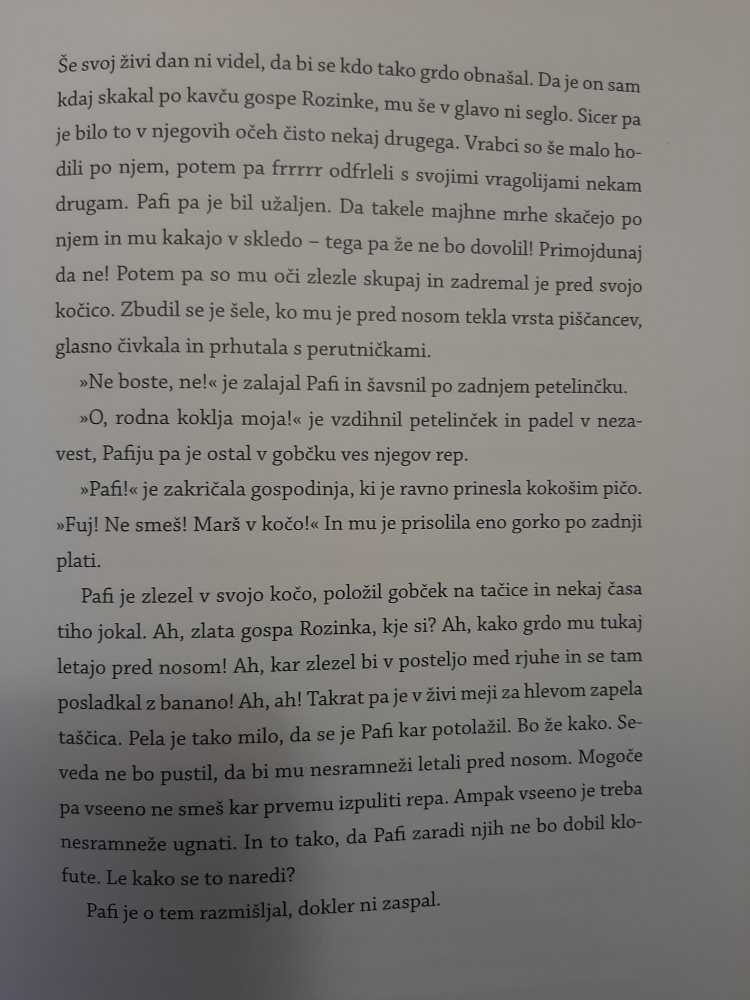 Še svoj živi dan ni videl, da bi se kdo tako grdo obnašal. Da je on sam
kdaj skakal po kavču gospe Rozinke, mu še v glavo ni seglo. Sicer pa
je bilo to v njegovih očeh čisto nekaj drugega. Vrabci so še malo ho-
dili po njem, potem pa frrrrr odfrleli s svojimi vragolijami nekam
drugam. Pafi pa je bil užaljen. Da takele majhne mrhe skačejo po
njem in mu kakajo v skledo – tega pa že ne bo dovolil! Primojdunaj
da ne! Potem pa so mu oči zlezle skupaj in zadremal je pred svojo
kočico. Zbudil se je šele, ko mu je pred nosom tekla vrsta piščancev,
glasno čivkala in prhutala s perutničkami.
»Ne boste, ne!« je zalajal Pafi in šavsnil po zadnjem petelinčku.
»O, rodna koklja moja!« je vzdihnil petelinček in padel v neza-
vest, Pafiju pa je ostal v gobčku ves njegov rep.
»Pafi!« je zakričala gospodinja, ki je ravno prinesla kokošim pičo.
»Fuj! Ne smeš! Marš v kočo!« In mu je prisolila eno gorko po zadnji
plati.
Pafi je zlezel v svojo kočo, položil gobček na tačice in nekaj časa
tiho jokal. Ah, zlata gospa Rozinka, kje si? Ah, kako grdo mu tukaj
letajo pred nosom! Ah, kar zlezel bi v posteljo med rjuhe in se tam
posladkal z banano! Ah, ah! Takrat pa je v živi meji za hlevom zapela
taščica. Pela je tako milo, da se je Pafi kar potolažil. Bo že kako. Se-
veda ne bo pustil, da bi mu nesramneži letali pred nosom. Mogoče
pa vseeno ne smeš kar prvemu izpuliti repa. Ampak vseeno je treba
nesramneže ugnati. In to tako, da Pafi zaradi njih ne bo dobil klo-
fute. Le kako se to naredi?
Pafi je o tem razmišljal, dokler ni zaspal.